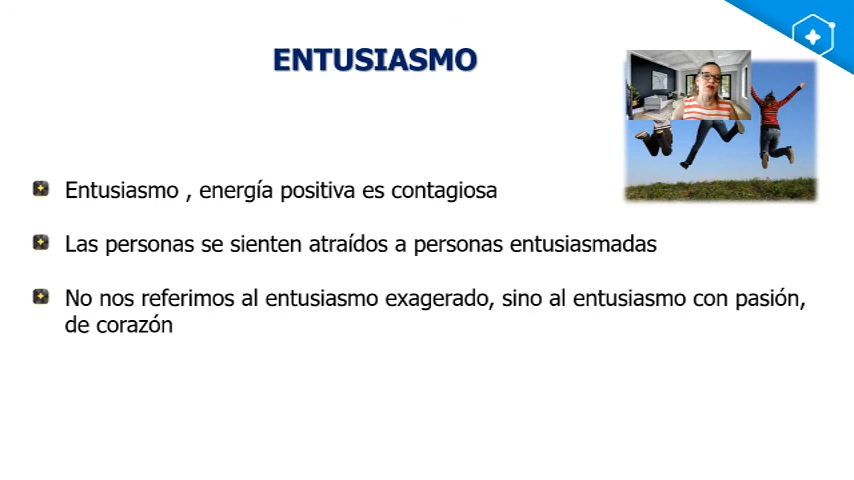 ENTUSIASMO
Entusiasmo , energía positiva es contagiosa
Las personas se sienten atraídos a personas entusiasmadas
No nos referimos al entusiasmo exagerado, sino al entusiasmo con pasión,
de corazón